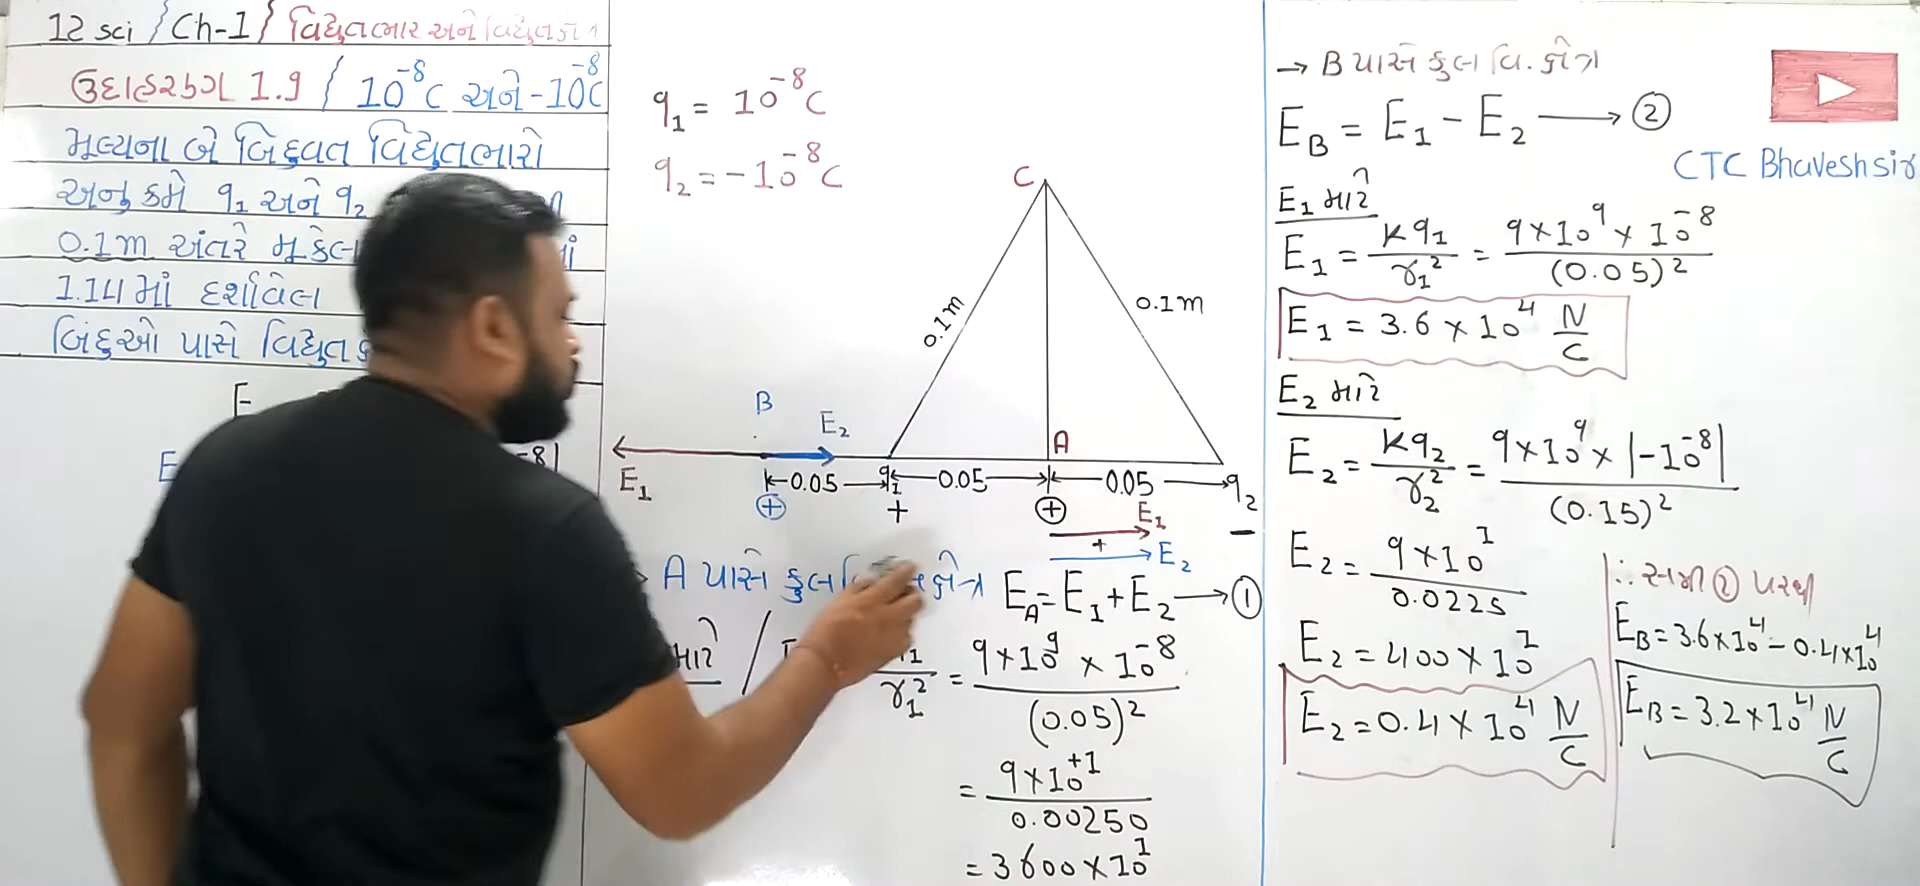 12 sci / Ch-1 / વિદ્યુતભાર અને વિદ્યુતક્ષેત્ર
ઉદાહરણ 1.9 / 10⁻⁸C અને -10⁻⁸C
મૂલ્યના બે બિંદુવત વિદ્યુતભારો
અનુક્રમે q₁ અને q₂
0.1m અંતરે
1.14માં દર્શાવેલ
બિંદુઓ પાસે
E
-8|
q₁ = 10⁻⁸C
q₂ = -10⁻⁸C
C
0.1m
0.1m
B
E₂
A
E₁
0.05
q₁
0.05
0.05
q₂
⊕
+
⊕
E₁
−
+
E₂
A પાસે કુલ
E_A = E₁ + E₂ → ①
માટે / = 9×10⁹ × 10⁻⁸ / (0.05)²
r₁²
= 9×10⁺¹ / 0.00250
= 3600×10¹
→ B પાસે કુલ વિ. ક્ષેત્ર
E_B = E₁ − E₂ → ②
CTC Bhaveshsir
E₁ માટે
E₁ = kq₁ / r₁² = 9×10⁹×10⁻⁸ / (0.05)²
E₁ = 3.6 × 10⁴ N/C
E₂ માટે
E₂ = kq₂ / r₂² = 9×10⁹×|-10⁻⁸| / (0.15)²
E₂ = 9×10¹ / 0.0225
E₂ = 400×10¹
E₂ = 0.4×10⁴ N/C
∴ સમી ② પરથી
E_B = 3.6×10⁴ − 0.4×10⁴
E_B = 3.2×10⁴ N/C